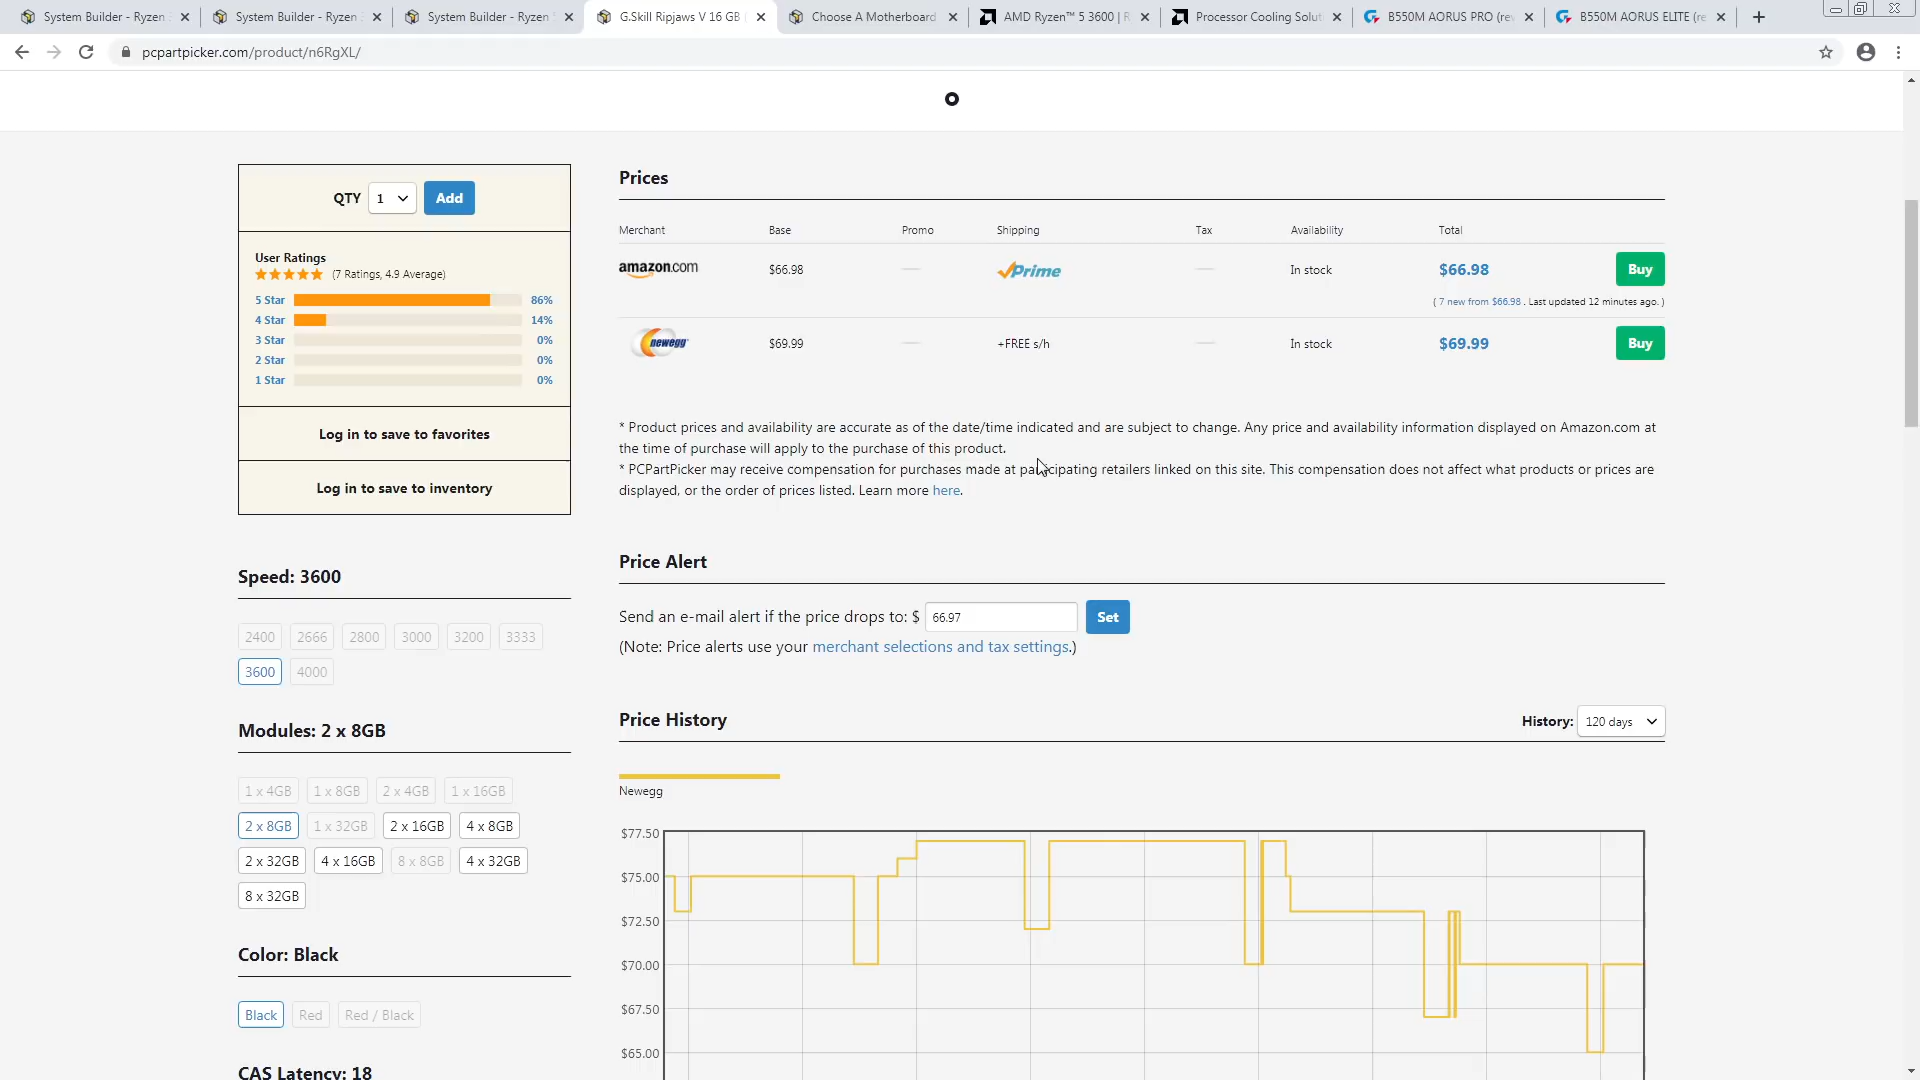 System Builder - Ryzen
System Builder - Ryzen
System Builder - Ryzen
G.Skill Ripjaws V 16 GB
Choose A Motherboard
AMD Ryzen™ 5 3600 | R
Processor Cooling Solut
B550M AORUS PRO (re
B550M AORUS ELITE (re
pcpartpicker.com/product/n6RgXL/
QTY 1 Add
User Ratings
(7 Ratings, 4.9 Average)
5 Star 86%
4 Star 14%
3 Star 0%
2 Star 0%
1 Star 0%
Log in to save to favorites
Log in to save to inventory
Speed: 3600
2400 2666 2800 3000 3200 3333
3600 4000
Modules: 2 x 8GB
1 x 4GB 1 x 8GB 2 x 4GB 1 x 16GB
2 x 8GB 1 x 32GB 2 x 16GB 4 x 8GB
2 x 32GB 4 x 16GB 8 x 8GB 4 x 32GB
8 x 32GB
Color: Black
Black Red Red / Black
CAS Latency: 18
Prices
Merchant Base Promo Shipping Tax Availability Total
amazon.com $66.98 — Prime — In stock $66.98 Buy
( 7 new from $66.98 . Last updated 12 minutes ago. )
newegg $69.99 — +FREE s/h — In stock $69.99 Buy
* Product prices and availability are accurate as of the date/time indicated and are subject to change. Any price and availability information displayed on Amazon.com at
the time of purchase will apply to the purchase of this product.
* PCPartPicker may receive compensation for purchases made at participating retailers linked on this site. This compensation does not affect what products or prices are
displayed, or the order of prices listed. Learn more here.
Price Alert
Send an e-mail alert if the price drops to: $ 66.97 Set
(Note: Price alerts use your merchant selections and tax settings.)
Price History History: 120 days
Newegg
$77.50
$75.00
$72.50
$70.00
$67.50
$65.00